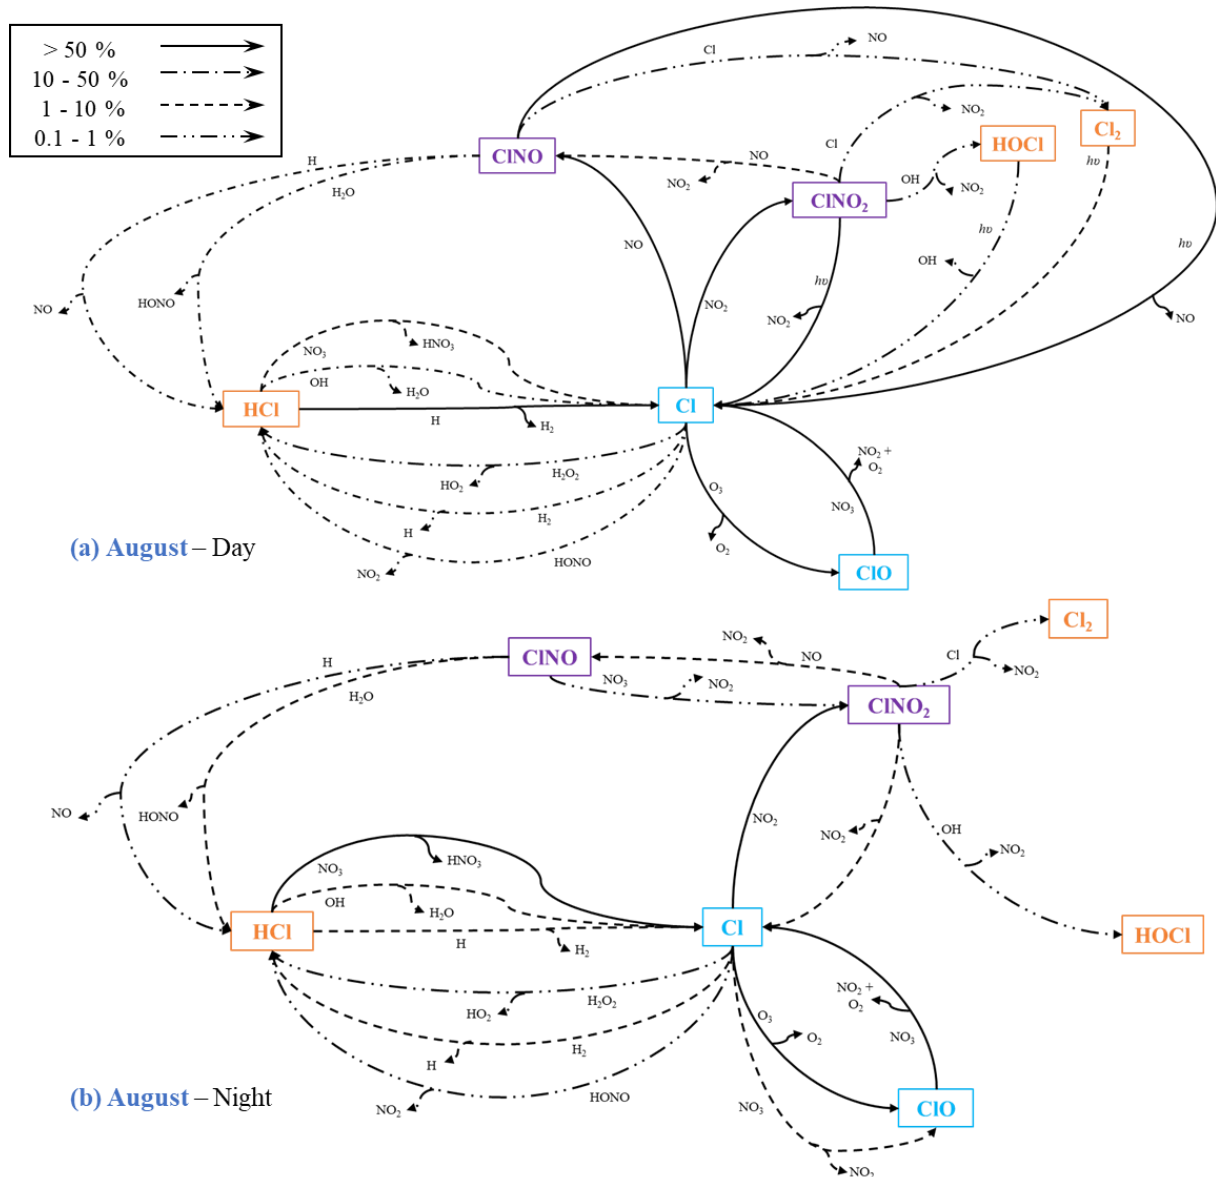 > 50 %
10 - 50 %
1 - 10 %
0.1 - 1 %
Cl
NO
ClNO
H
H₂O
NO
NO₂
Cl
NO₂
HOCl
Cl₂
hυ
ClNO₂
OH
NO₂
NO
NO₂
hυ
NO₂
hυ
OH
hυ
NO
NO
HONO
NO₃
HNO₃
OH
H₂O
HCl
H
H₂
Cl
H₂O₂
HO₂
H₂
H
HONO
NO₂
O₃
O₂
NO₂ +
O₂
NO₃
ClO
(a) August – Day
Cl₂
ClNO
H
H₂O
NO₂
NO
NO₃
NO₂
Cl
NO₂
ClNO₂
NO
HONO
NO₂
NO₂
OH
NO₂
NO₃
HNO₃
OH
H₂O
HCl
H
H₂
Cl
HOCl
H₂O₂
HO₂
H₂
H
HONO
NO₂
O₃
O₂
NO₂ +
O₂
NO₃
NO₃
NO₂
ClO
(b) August – Night